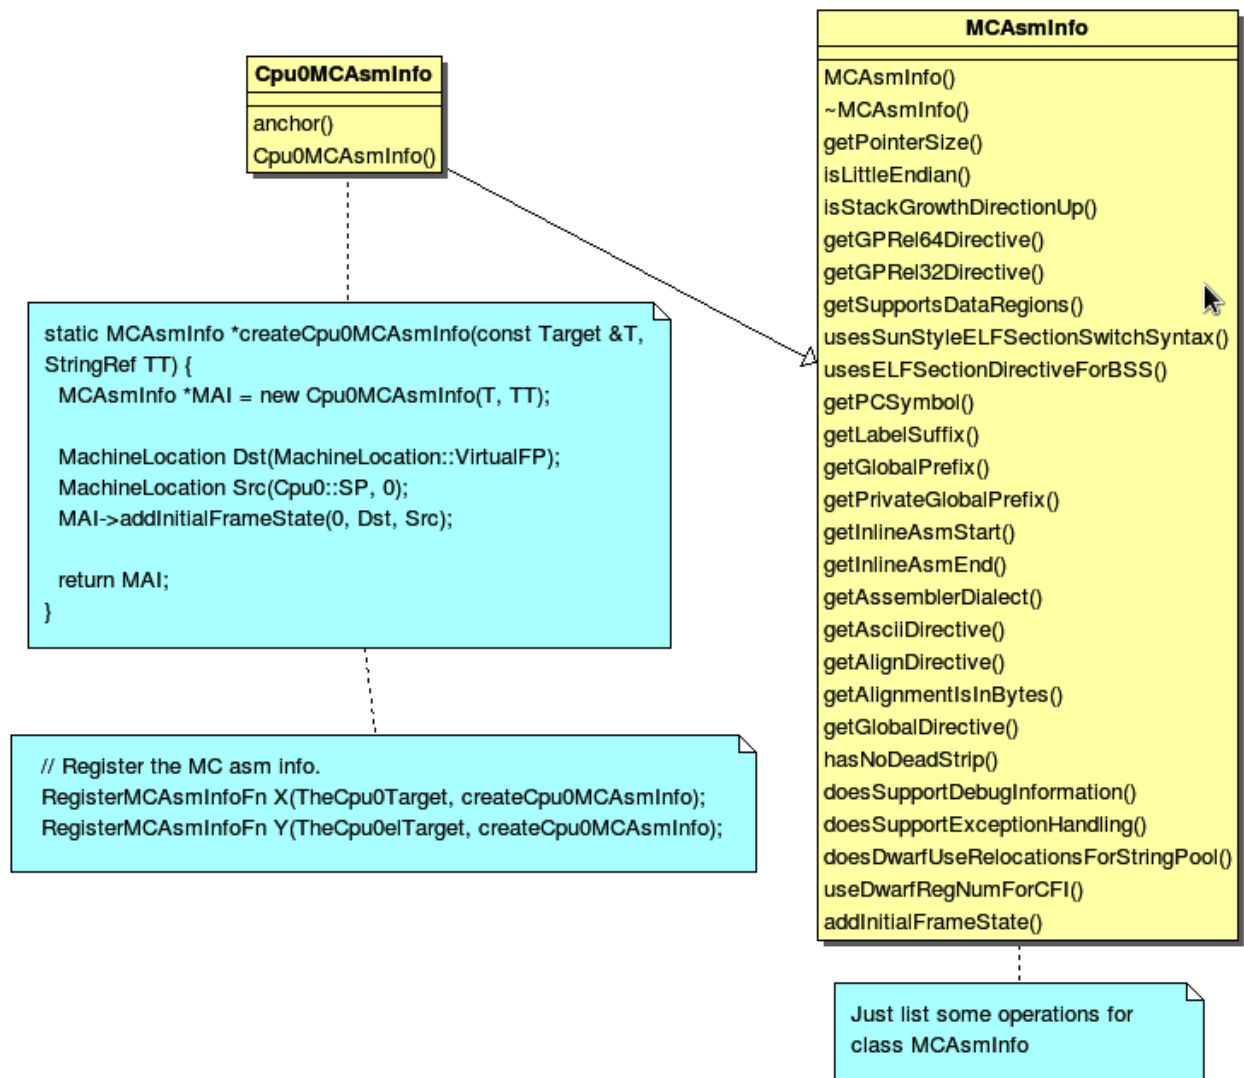 Cpu0MCAsmInfo
anchor()
Cpu0MCAsmInfo()
static MCAsmInfo *createCpu0MCAsmInfo(const Target &T,
StringRef TT) {
MCAsmInfo *MAI = new Cpu0MCAsmInfo(T, TT);
MachineLocation Dst(MachineLocation::VirtualFP);
MachineLocation Src(Cpu0::SP, 0);
MAI->addInitialFrameState(0, Dst, Src);
return MAI;
}
// Register the MC asm info.
RegisterMCAsmInfoFn X(TheCpu0Target, createCpu0MCAsmInfo);
RegisterMCAsmInfoFn Y(TheCpu0elTarget, createCpu0MCAsmInfo);
MCAsmInfo
MCAsmInfo()
~MCAsmInfo()
getPointerSize()
isLittleEndian()
isStackGrowthDirectionUp()
getGPRel64Directive()
getGPRel32Directive()
getSupportsDataRegions()
usesSunStyleELFSectionSwitchSyntax()
usesELFSectionDirectiveForBSS()
getPCSymbol()
getLabelSuffix()
getGlobalPrefix()
getPrivateGlobalPrefix()
getInlineAsmStart()
getInlineAsmEnd()
getAssemblerDialect()
getAsciiDirective()
getAlignDirective()
getAlignmentIsInBytes()
getGlobalDirective()
hasNoDeadStrip()
doesSupportDebugInformation()
doesSupportExceptionHandling()
doesDwarfUseRelocationsForStringPool()
useDwarfRegNumForCFI()
addInitialFrameState()
Just list some operations for
class MCAsmInfo